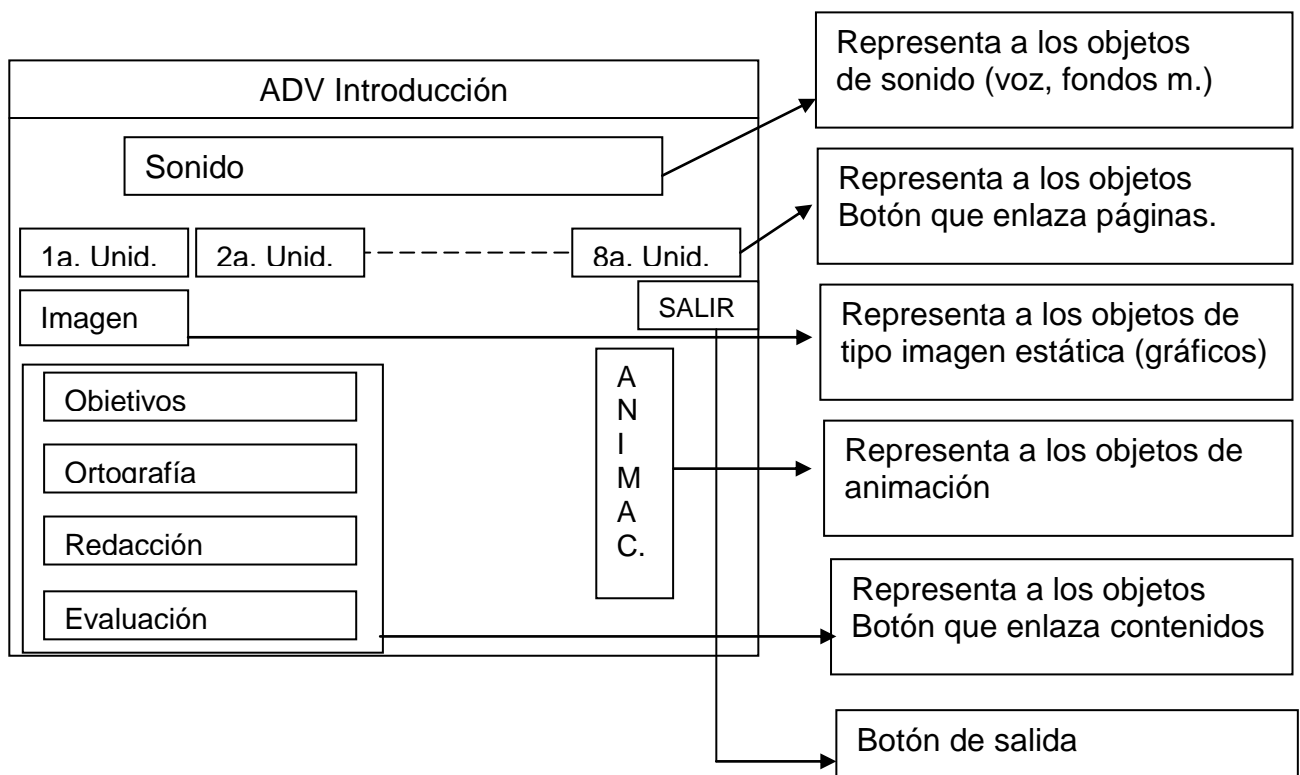 ADV Introducción
Sonido
1a. Unid.
2a. Unid.
8a. Unid.
Imagen
SALIR
Objetivos
Ortografía
Redacción
Evaluación
A
N
I
M
A
C.
Representa a los objetos
de sonido (voz, fondos m.)
Representa a los objetos
Botón que enlaza páginas.
Representa a los objetos de
tipo imagen estática (gráficos)
Representa a los objetos de
animación
Representa a los objetos
Botón que enlaza contenidos
Botón de salida